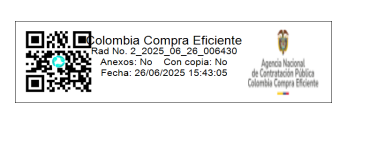 Colombia Compra Eficiente
Rad No. 2_2025_06_26_006430
Anexos: No Con copia: No
Fecha: 26/06/2025 15:43:05
Agencia Nacional
de Contratación Pública
Colombia Compra Eficiente